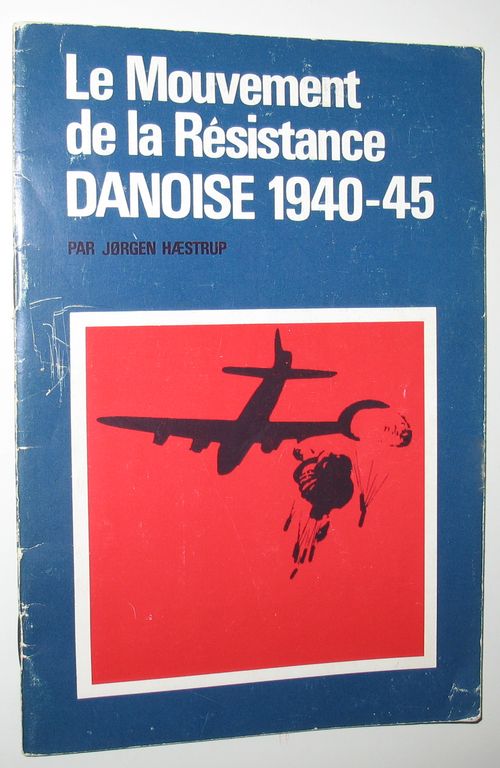 Le Mouvement
de la Résistance
DANOISE 1940-45
PAR JØRGEN HÆSTRUP